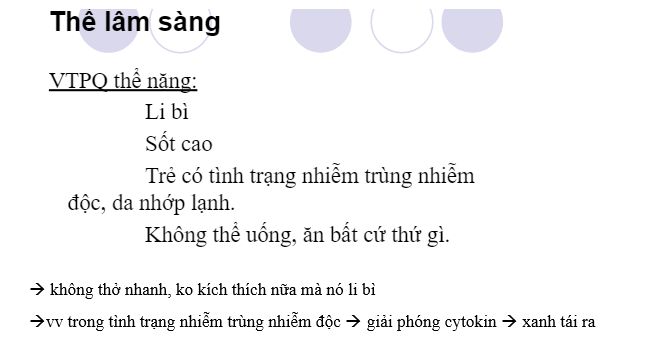 Thể lâm sàng
VTPQ thể nặng:
Li bì
Sốt cao
Trẻ có tình trạng nhiễm trùng nhiễm
độc, da nhớp lạnh.
Không thể uống, ăn bất cứ thứ gì.
→ không thở nhanh, ko kích thích nữa mà nó li bì
→vv trong tình trạng nhiễm trùng nhiễm độc → giải phóng cytokin → xanh tái ra